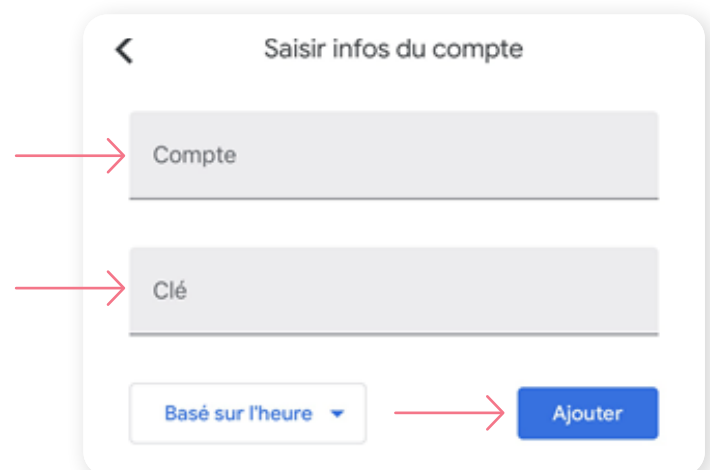 Saisir infos du compte
Compte
Clé
Basé sur l'heure
Ajouter